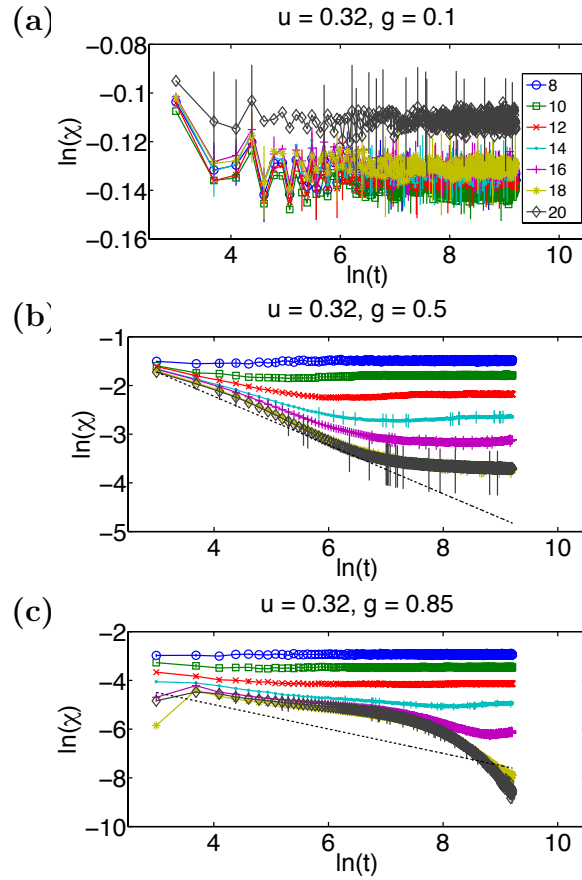 (a)
u = 0.32, g = 0.1
−0.08
−0.1
−0.12
−0.14
−0.16
ln(χ)
4 6 8 10
ln(t)
8
10
12
14
16
18
20
(b)
u = 0.32, g = 0.5
−1
−2
−3
−4
−5
ln(χ)
4 6 8 10
ln(t)
(c)
u = 0.32, g = 0.85
−2
−4
−6
−8
−10
ln(χ)
4 6 8 10
ln(t)